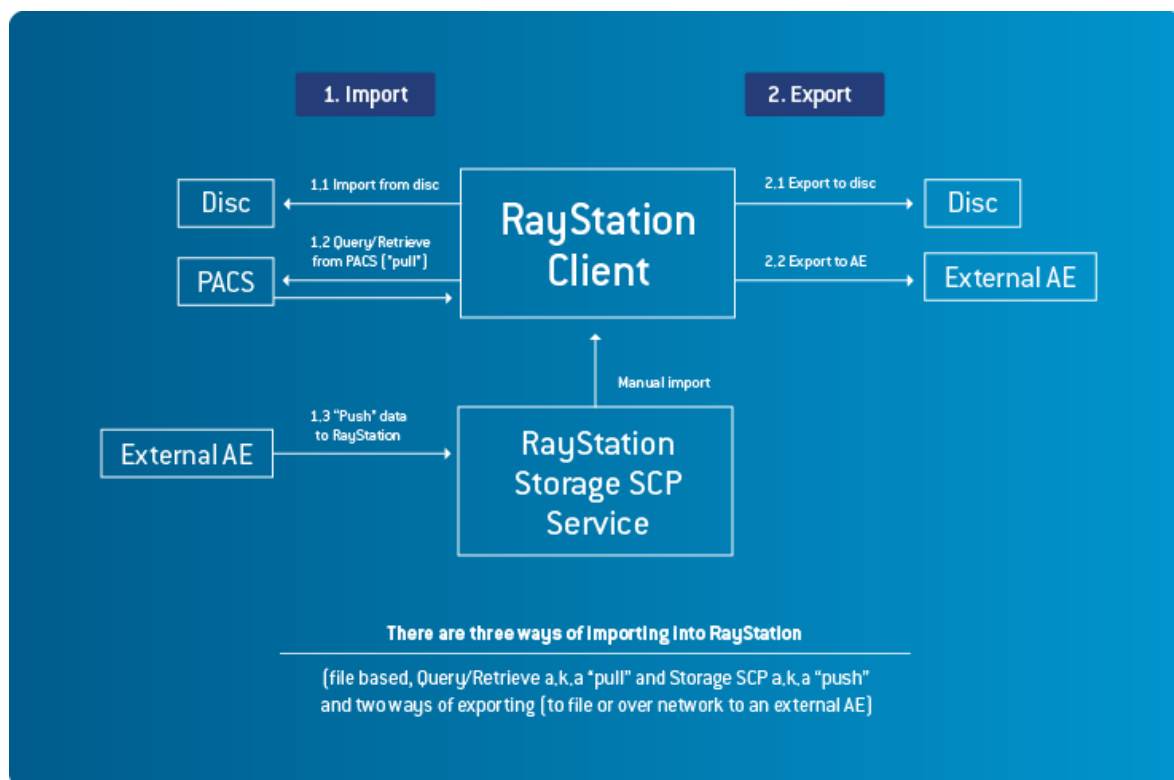 1. Import
2. Export
1.1 Import from disc
2.1 Export to disc
Disc
RayStation
Client
Disc
1.2 Query/Retrieve
from PACS ("pull")
2.2 Export to AE
PACS
External AE
Manual import
1.3 "Push" data
to RayStation
External AE
RayStation
Storage SCP
Service
There are three ways of importing into RayStation
(file based, Query/Retrieve a.k.a "pull" and Storage SCP a.k.a "push"
and two ways of exporting (to file or over network to an external AE)